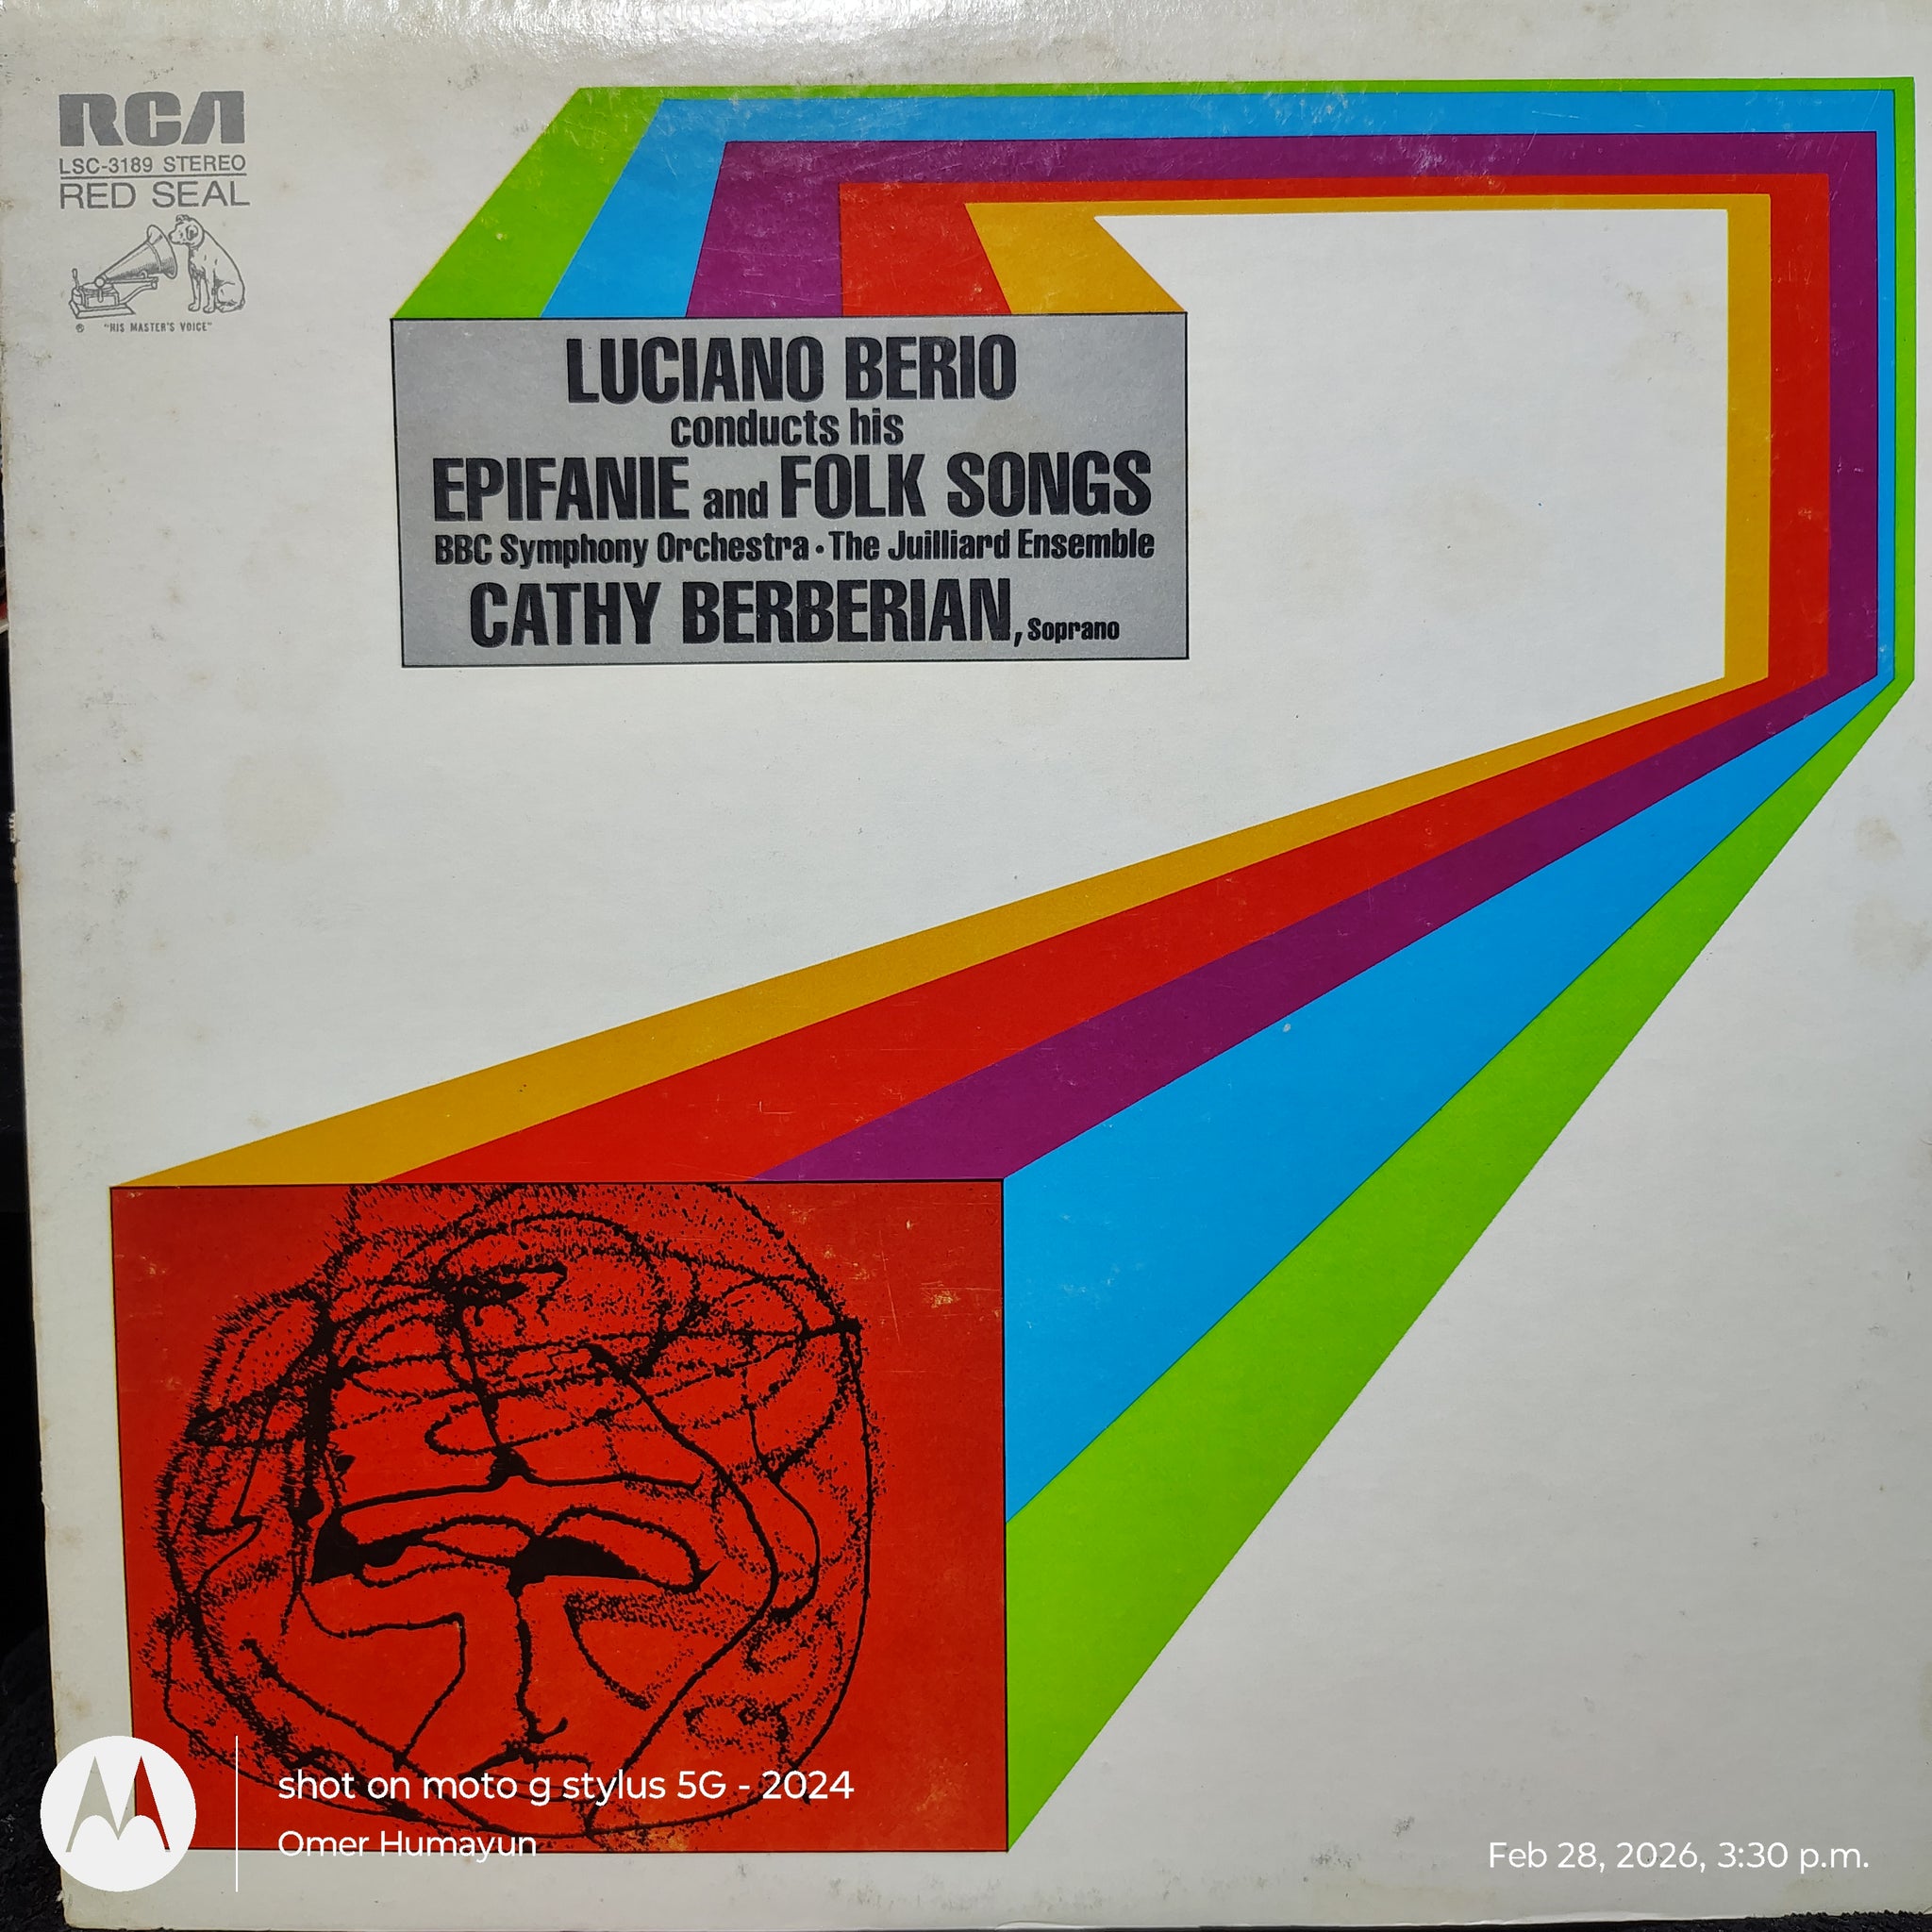 RCA
LSC-3189 STEREO
RED SEAL
® "HIS MASTER'S VOICE"
LUCIANO BERIO
conducts his
EPIFANIE and FOLK SONGS
BBC Symphony Orchestra • The Juilliard Ensemble
CATHY BERBERIAN, Soprano
shot on moto g stylus 5G - 2024
Omer Humayun
Feb 28, 2026, 3:30 p.m.